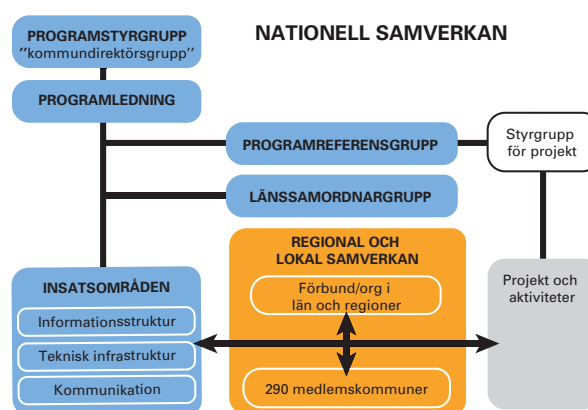 NATIONELL SAMVERKAN
PROGRAMSTYRGRUPP
"kommundirektörsgrupp"
PROGRAMLEDNING
PROGRAMREFERENSGRUPP
Styrgrupp
för projekt
LÄNSSAMORDNARGRUPP
INSATSOMRÅDEN
Informationsstruktur
Teknisk infrastruktur
Kommunikation
REGIONAL OCH
LOKAL SAMVERKAN
Förbund/org i
län och regioner
290 medlemskommuner
Projekt och
aktiviteter